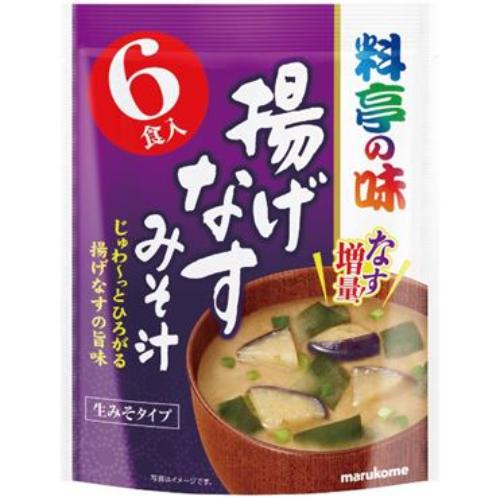 6
食入
料亭の味
揚げ
なす
みそ汁
なす
増量!
じゅわ～っとひろがる
揚げなすの旨味
生みそタイプ
写真はイメージです。
marukome